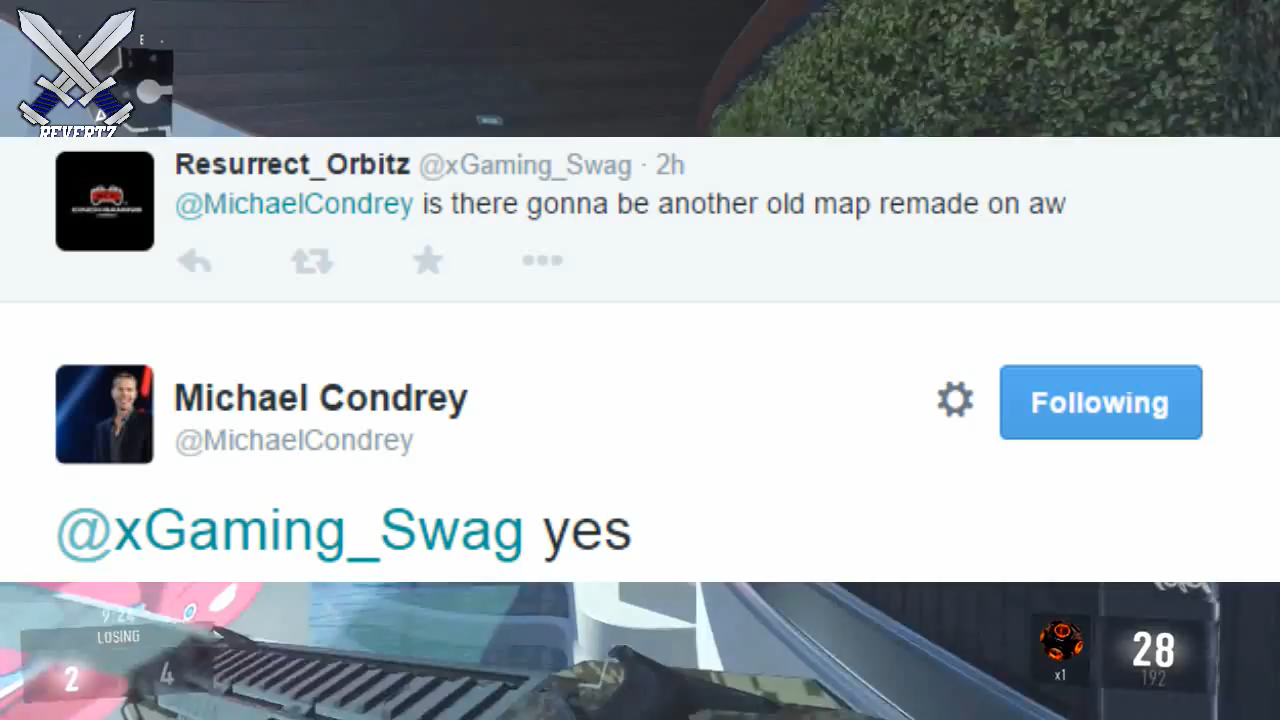 REVERTZ
Resurrect_Orbitz @xGaming_Swag · 2h
@MichaelCondrey is there gonna be another old map remade on aw
Michael Condrey
@MichaelCondrey
Following
@xGaming_Swag yes
LOSING
2
4
x1
28
192